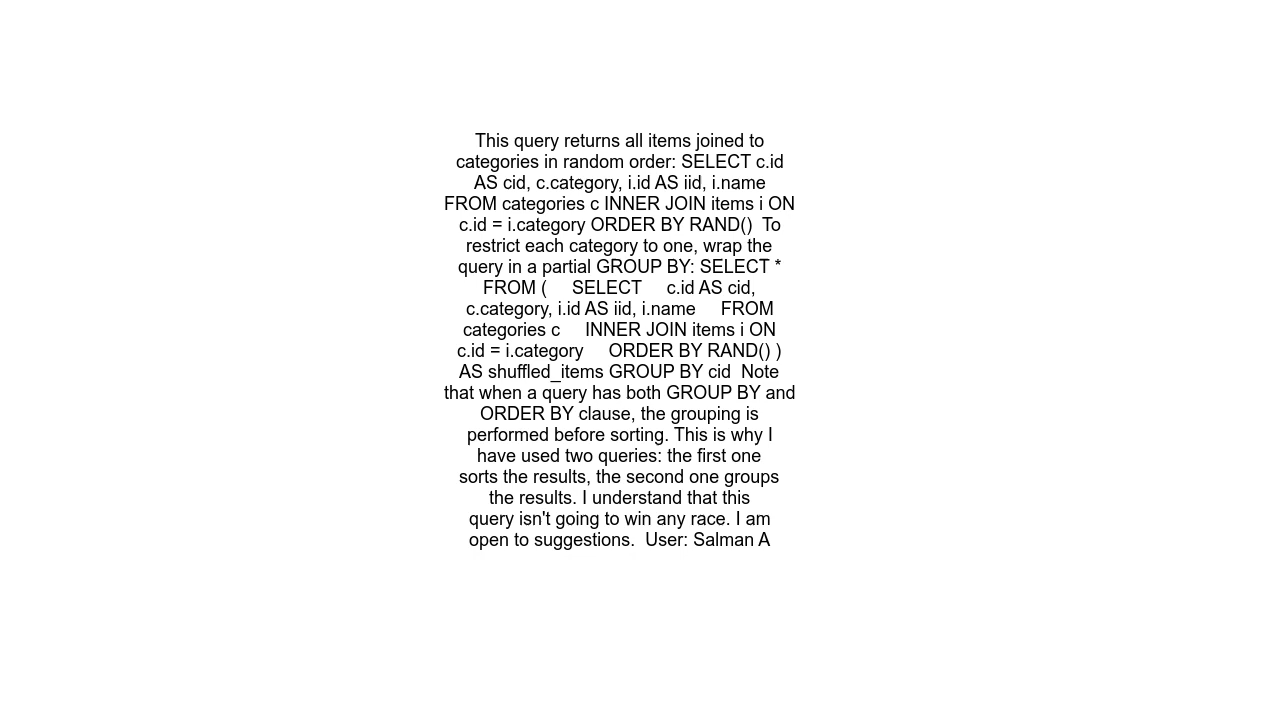 This query returns all items joined to
categories in random order: SELECT c.id
AS cid, c.category, i.id AS iid, i.name
FROM categories c INNER JOIN items i ON
c.id = i.category ORDER BY RAND()  To
restrict each category to one, wrap the
query in a partial GROUP BY: SELECT *
FROM (     SELECT     c.id AS cid,
c.category, i.id AS iid, i.name     FROM
categories c     INNER JOIN items i ON
c.id = i.category     ORDER BY RAND() )
AS shuffled_items GROUP BY cid  Note
that when a query has both GROUP BY and
ORDER BY clause, the grouping is
performed before sorting. This is why I
have used two queries: the first one
sorts the results, the second one groups
the results. I understand that this
query isn't going to win any race. I am
open to suggestions.  User: Salman A